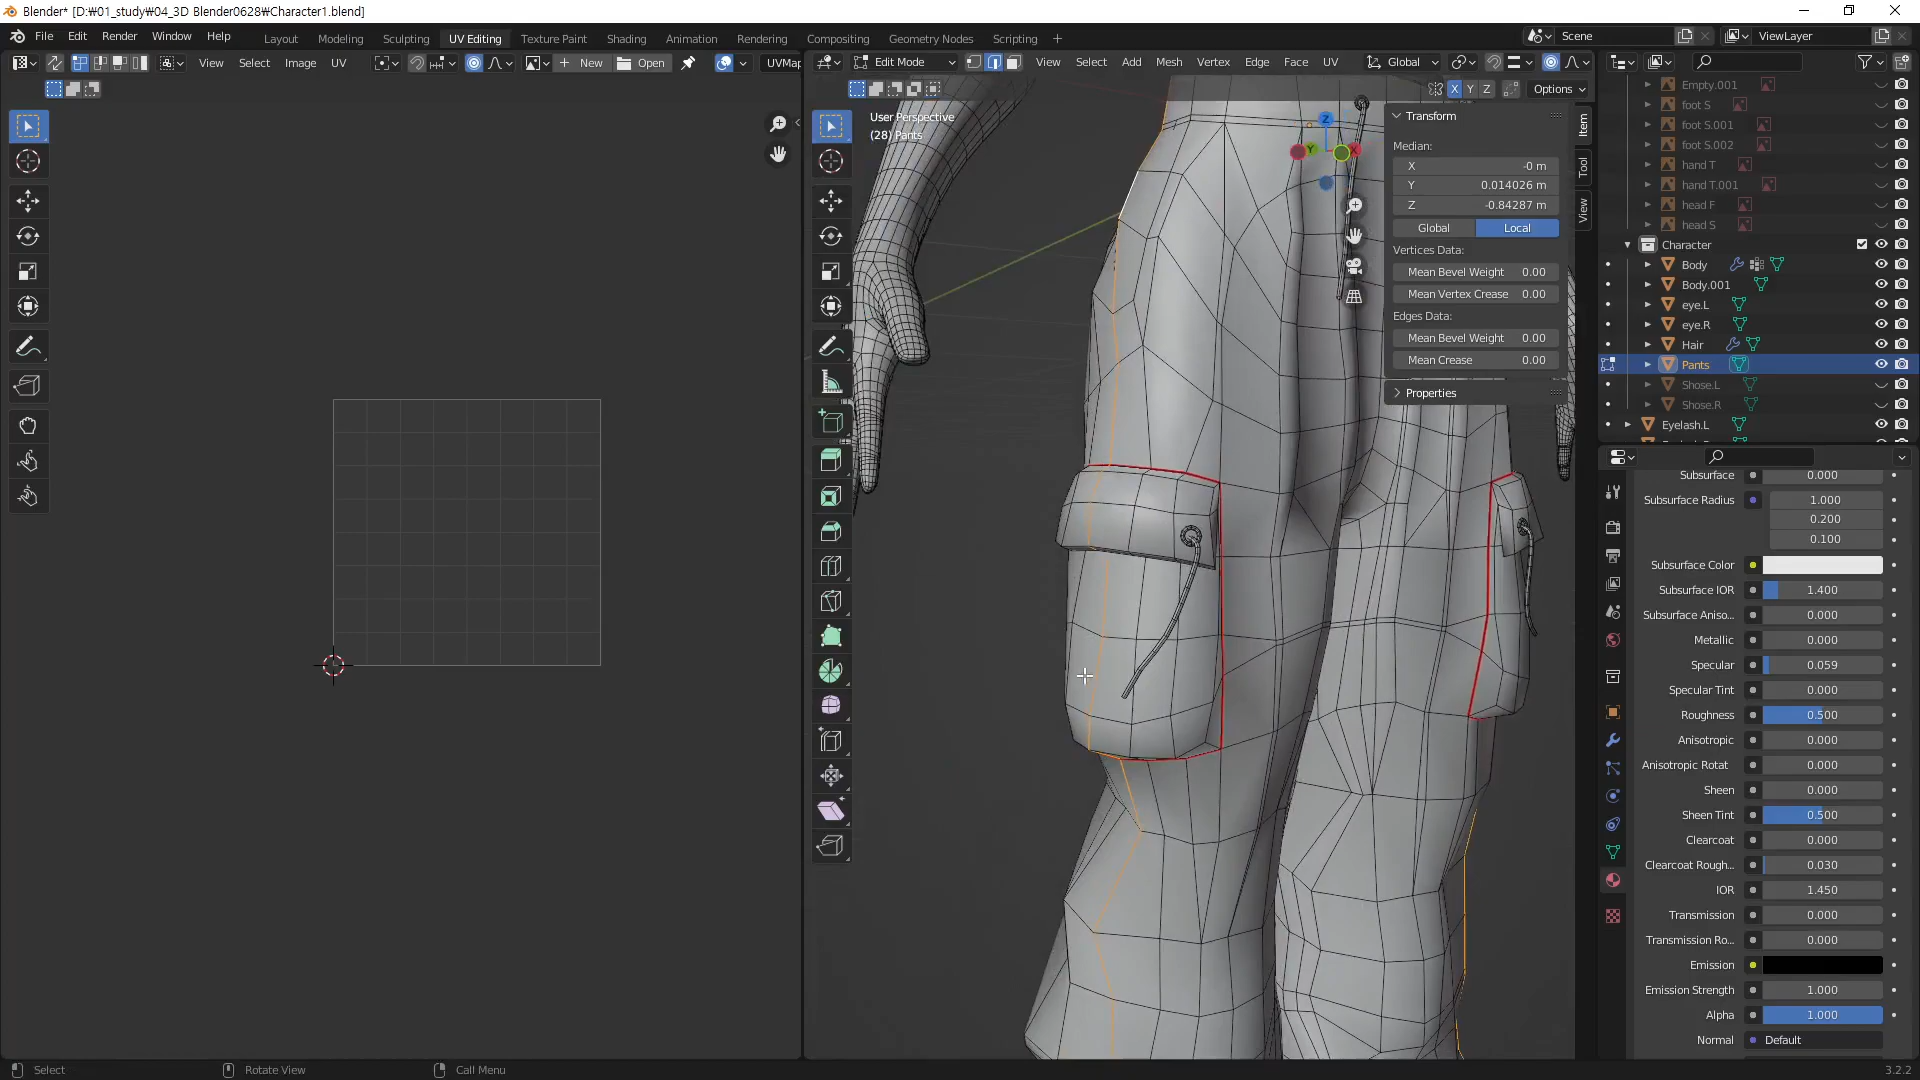 Blender* [D:\01_study\04_3D Blender0628\Character1.blend]
File Edit Render Window Help
Layout Modeling Sculpting UV Editing Texture Paint Shading Animation Rendering Compositing Geometry Nodes Scripting
Scene ViewLayer
View Select Image UV New Open UVMap
Edit Mode View Select Add Mesh Vertex Edge Face UV Global
X Y Z Options
User Perspective
(28) Pants
Z
Y
X
Transform
Median:
X -0 m
Y 0.014026 m
Z -0.84287 m
Global Local
Vertices Data:
Mean Bevel Weight 0.00
Mean Vertex Crease 0.00
Edges Data:
Mean Bevel Weight 0.00
Mean Crease 0.00
Properties
Item
Tool
View
Empty.001
foot S
foot S.001
foot S.002
hand T
hand T.001
head F
head S
Character
Body
Body.001
eye.L
eye.R
Hair
Pants
Shose.L
Shose.R
Eyelash.L
Subsurface 0.000
Subsurface Radius 1.000
0.200
0.100
Subsurface Color
Subsurface IOR 1.400
Subsurface Aniso... 0.000
Metallic 0.000
Specular 0.059
Specular Tint 0.000
Roughness 0.500
Anisotropic 0.000
Anisotropic Rotat 0.000
Sheen 0.000
Sheen Tint 0.500
Clearcoat 0.000
Clearcoat Rough... 0.030
IOR 1.450
Transmission 0.000
Transmission Ro... 0.000
Emission
Emission Strength 1.000
Alpha 1.000
Normal Default
Select Rotate View Call Menu 3.2.2